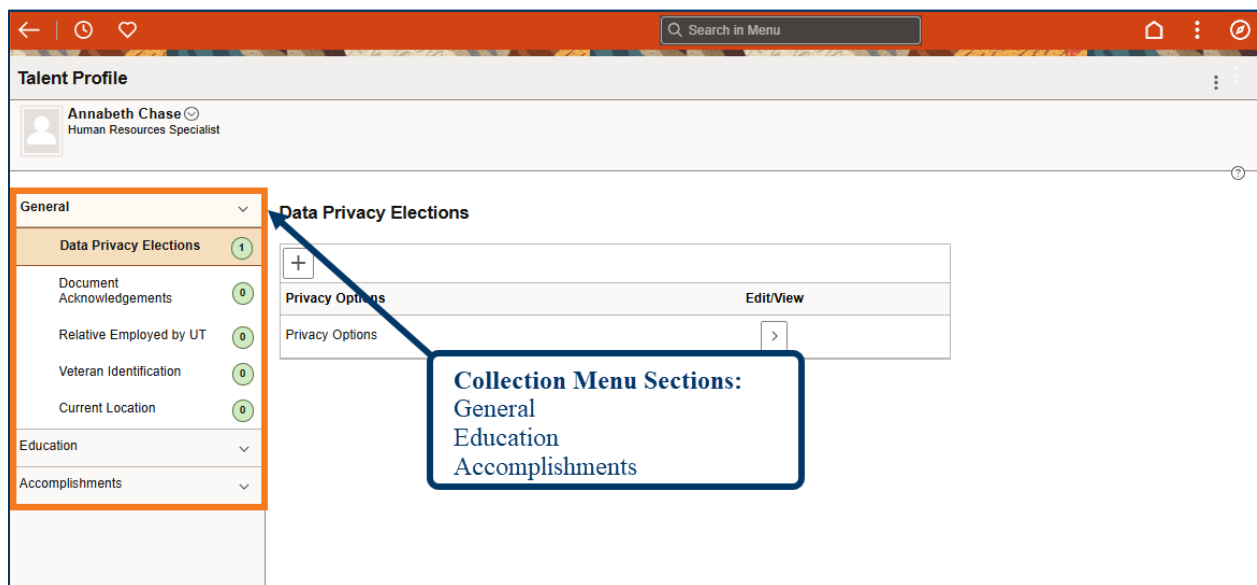 Search in Menu
Talent Profile
Annabeth Chase
Human Resources Specialist
General
Data Privacy Elections 1
Document
Acknowledgements 0
Relative Employed by UT 0
Veteran Identification 0
Current Location 0
Education
Accomplishments
Data Privacy Elections
Privacy Options Edit/View
Privacy Options
Collection Menu Sections:
General
Education
Accomplishments